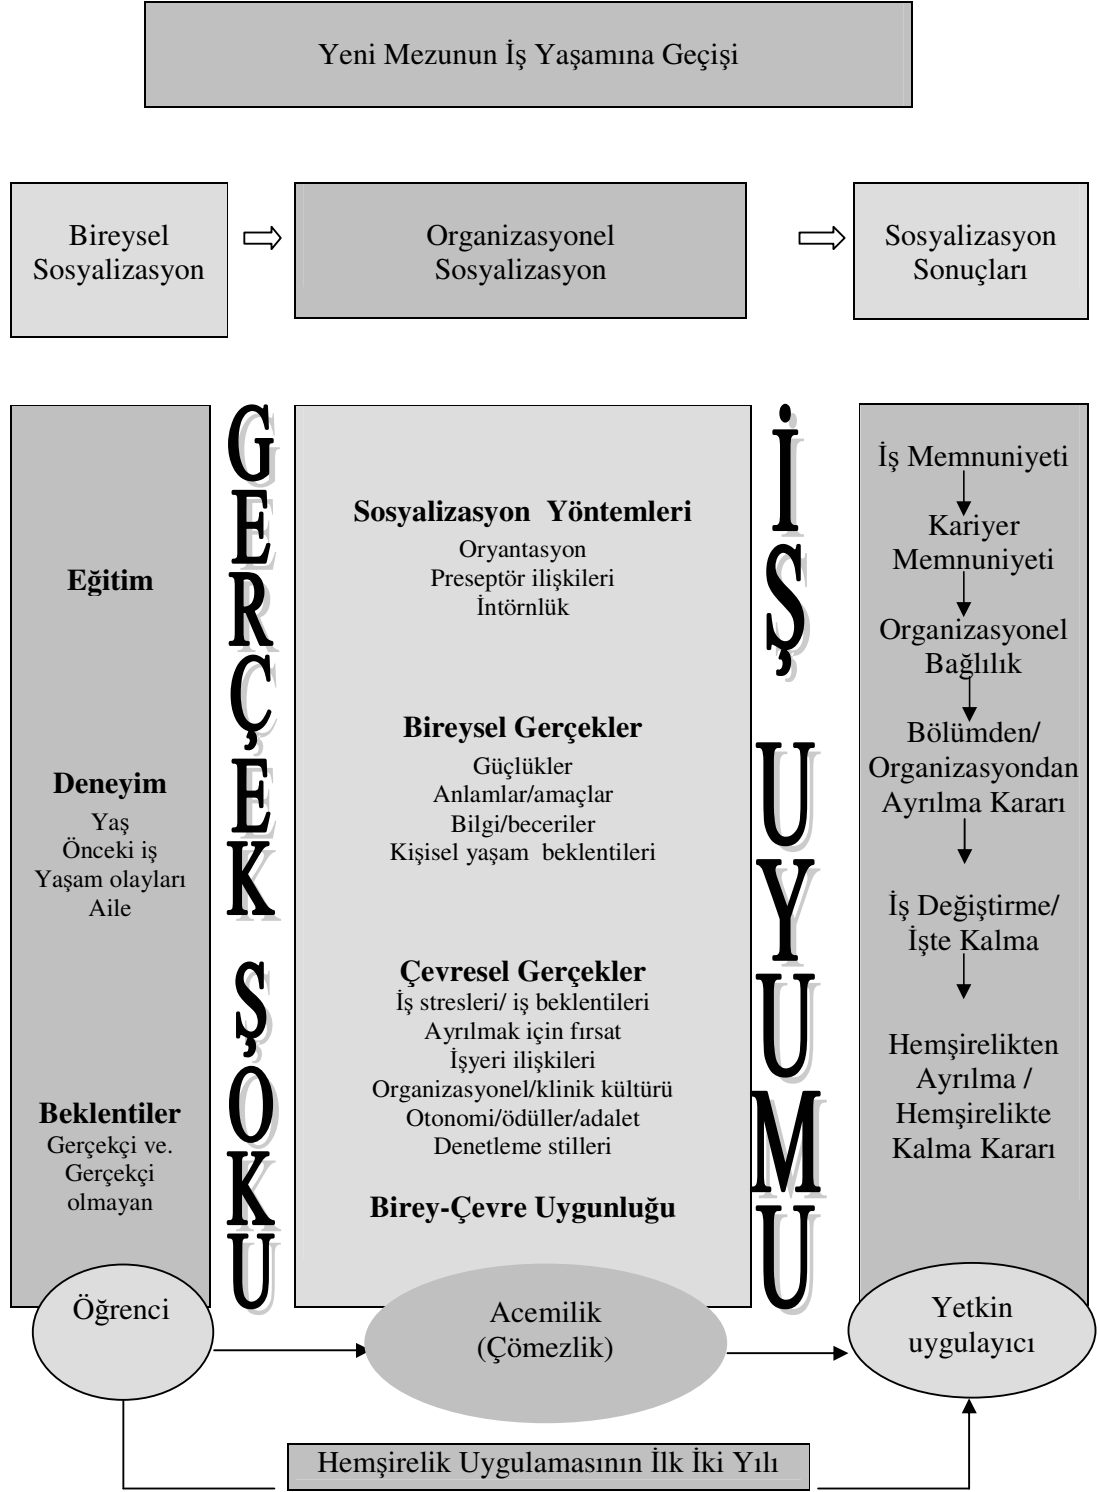 Yeni Mezunun İş Yaşamına Geçişi
Bireysel
Sosyalizasyon
Organizasyonel
Sosyalizasyon
Sosyalizasyon
Sonuçları
Eğitim
Deneyim
Yaş
Önceki iş
Yaşam olayları
Aile
Beklentiler
Gerçekçi ve.
Gerçekçi
olmayan
GERÇEK ŞOKU
Sosyalizasyon  Yöntemleri
Oryantasyon
Preseptör ilişkileri
İntörnlük
Bireysel Gerçekler
Güçlükler
Anlamlar/amaçlar
Bilgi/beceriler
Kişisel yaşam  beklentileri
Çevresel Gerçekler
İş stresleri/ iş beklentileri
Ayrılmak için fırsat
İşyeri ilişkileri
Organizasyonel/klinik kültürü
Otonomi/ödüller/adalet
Denetleme stilleri
Birey-Çevre Uygunluğu
İŞ UYUMU
İş Memnuniyeti
Kariyer
Memnuniyeti
Organizasyonel
Bağlılık
Bölümden/
Organizasyondan
Ayrılma Kararı
İş Değiştirme/
İşte Kalma
Hemşirelikten
Ayrılma /
Hemşirelikte
Kalma Kararı
Öğrenci
Acemilik
(Çömezlik)
Yetkin
uygulayıcı
Hemşirelik Uygulamasının İlk İki Yılı